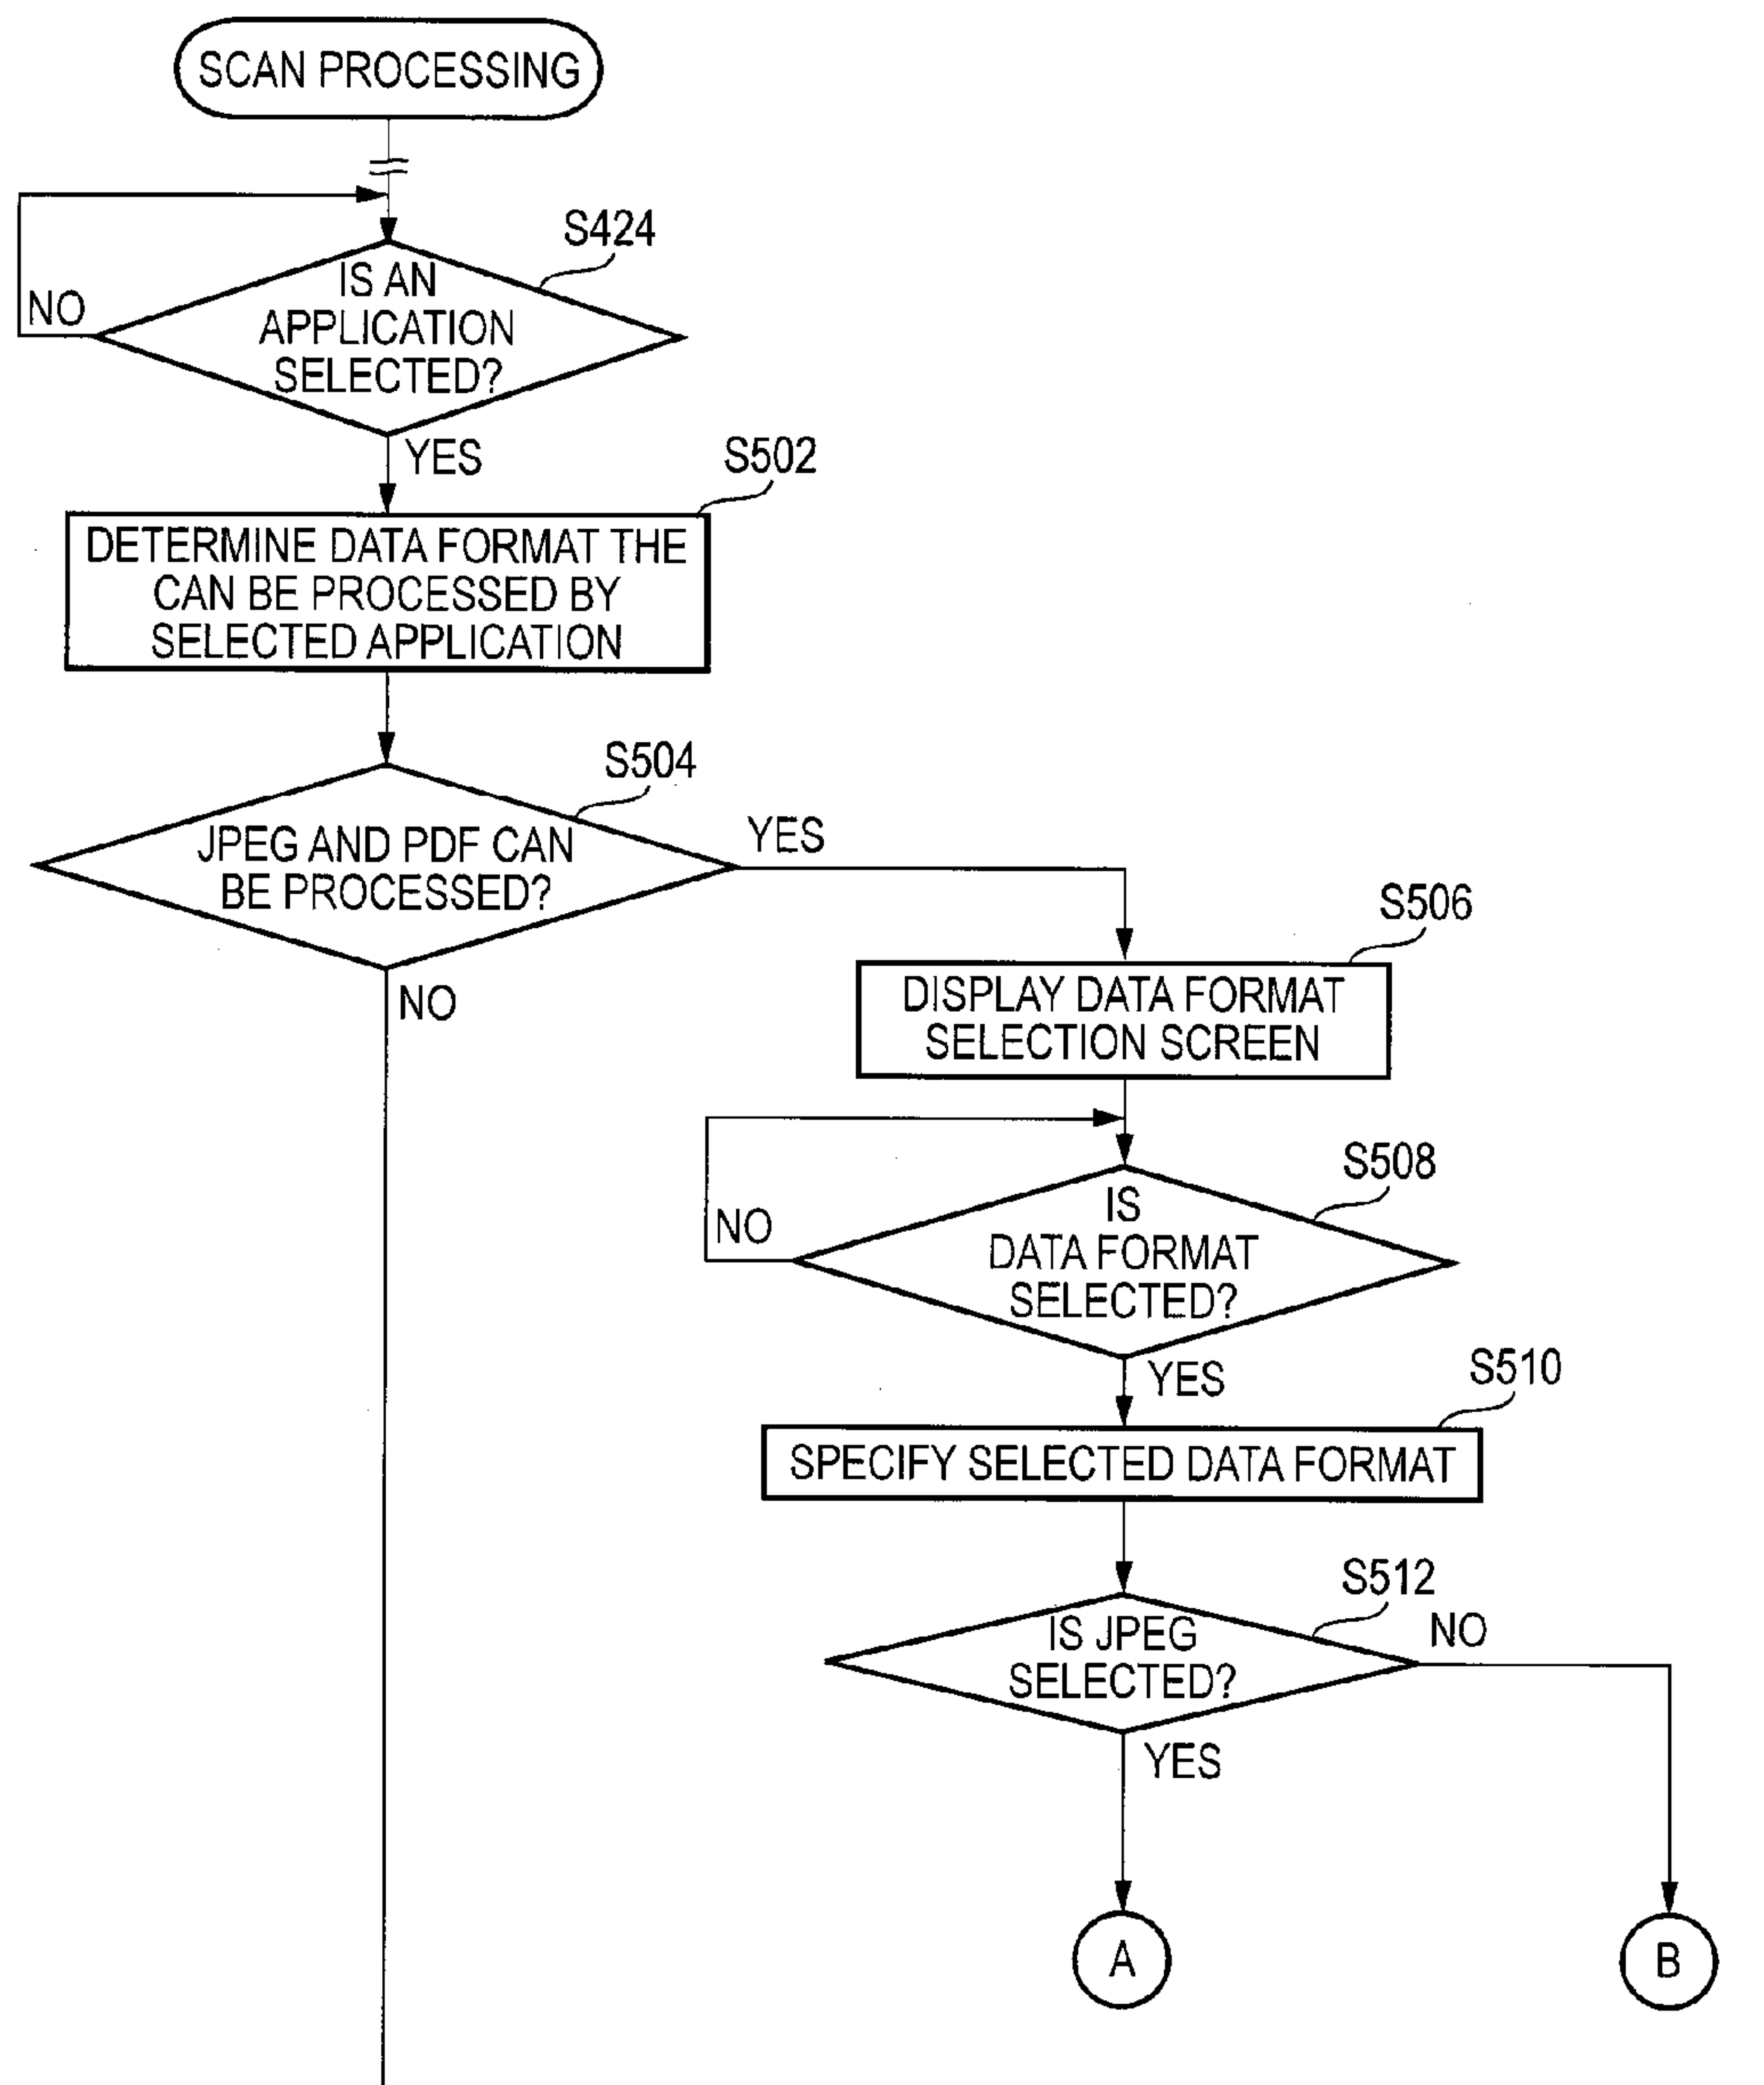 SCAN PROCESSING
S424
IS AN
APPLICATION
SELECTED?
NO
YES
S502
DETERMINE DATA FORMAT THE
CAN BE PROCESSED BY
SELECTED APPLICATION
S504
JPEG AND PDF CAN
BE PROCESSED?
YES
NO
S506
DISPLAY DATA FORMAT
SELECTION SCREEN
S508
IS
DATA FORMAT
SELECTED?
NO
YES
S510
SPECIFY SELECTED DATA FORMAT
S512
IS JPEG
SELECTED?
NO
YES
A
B